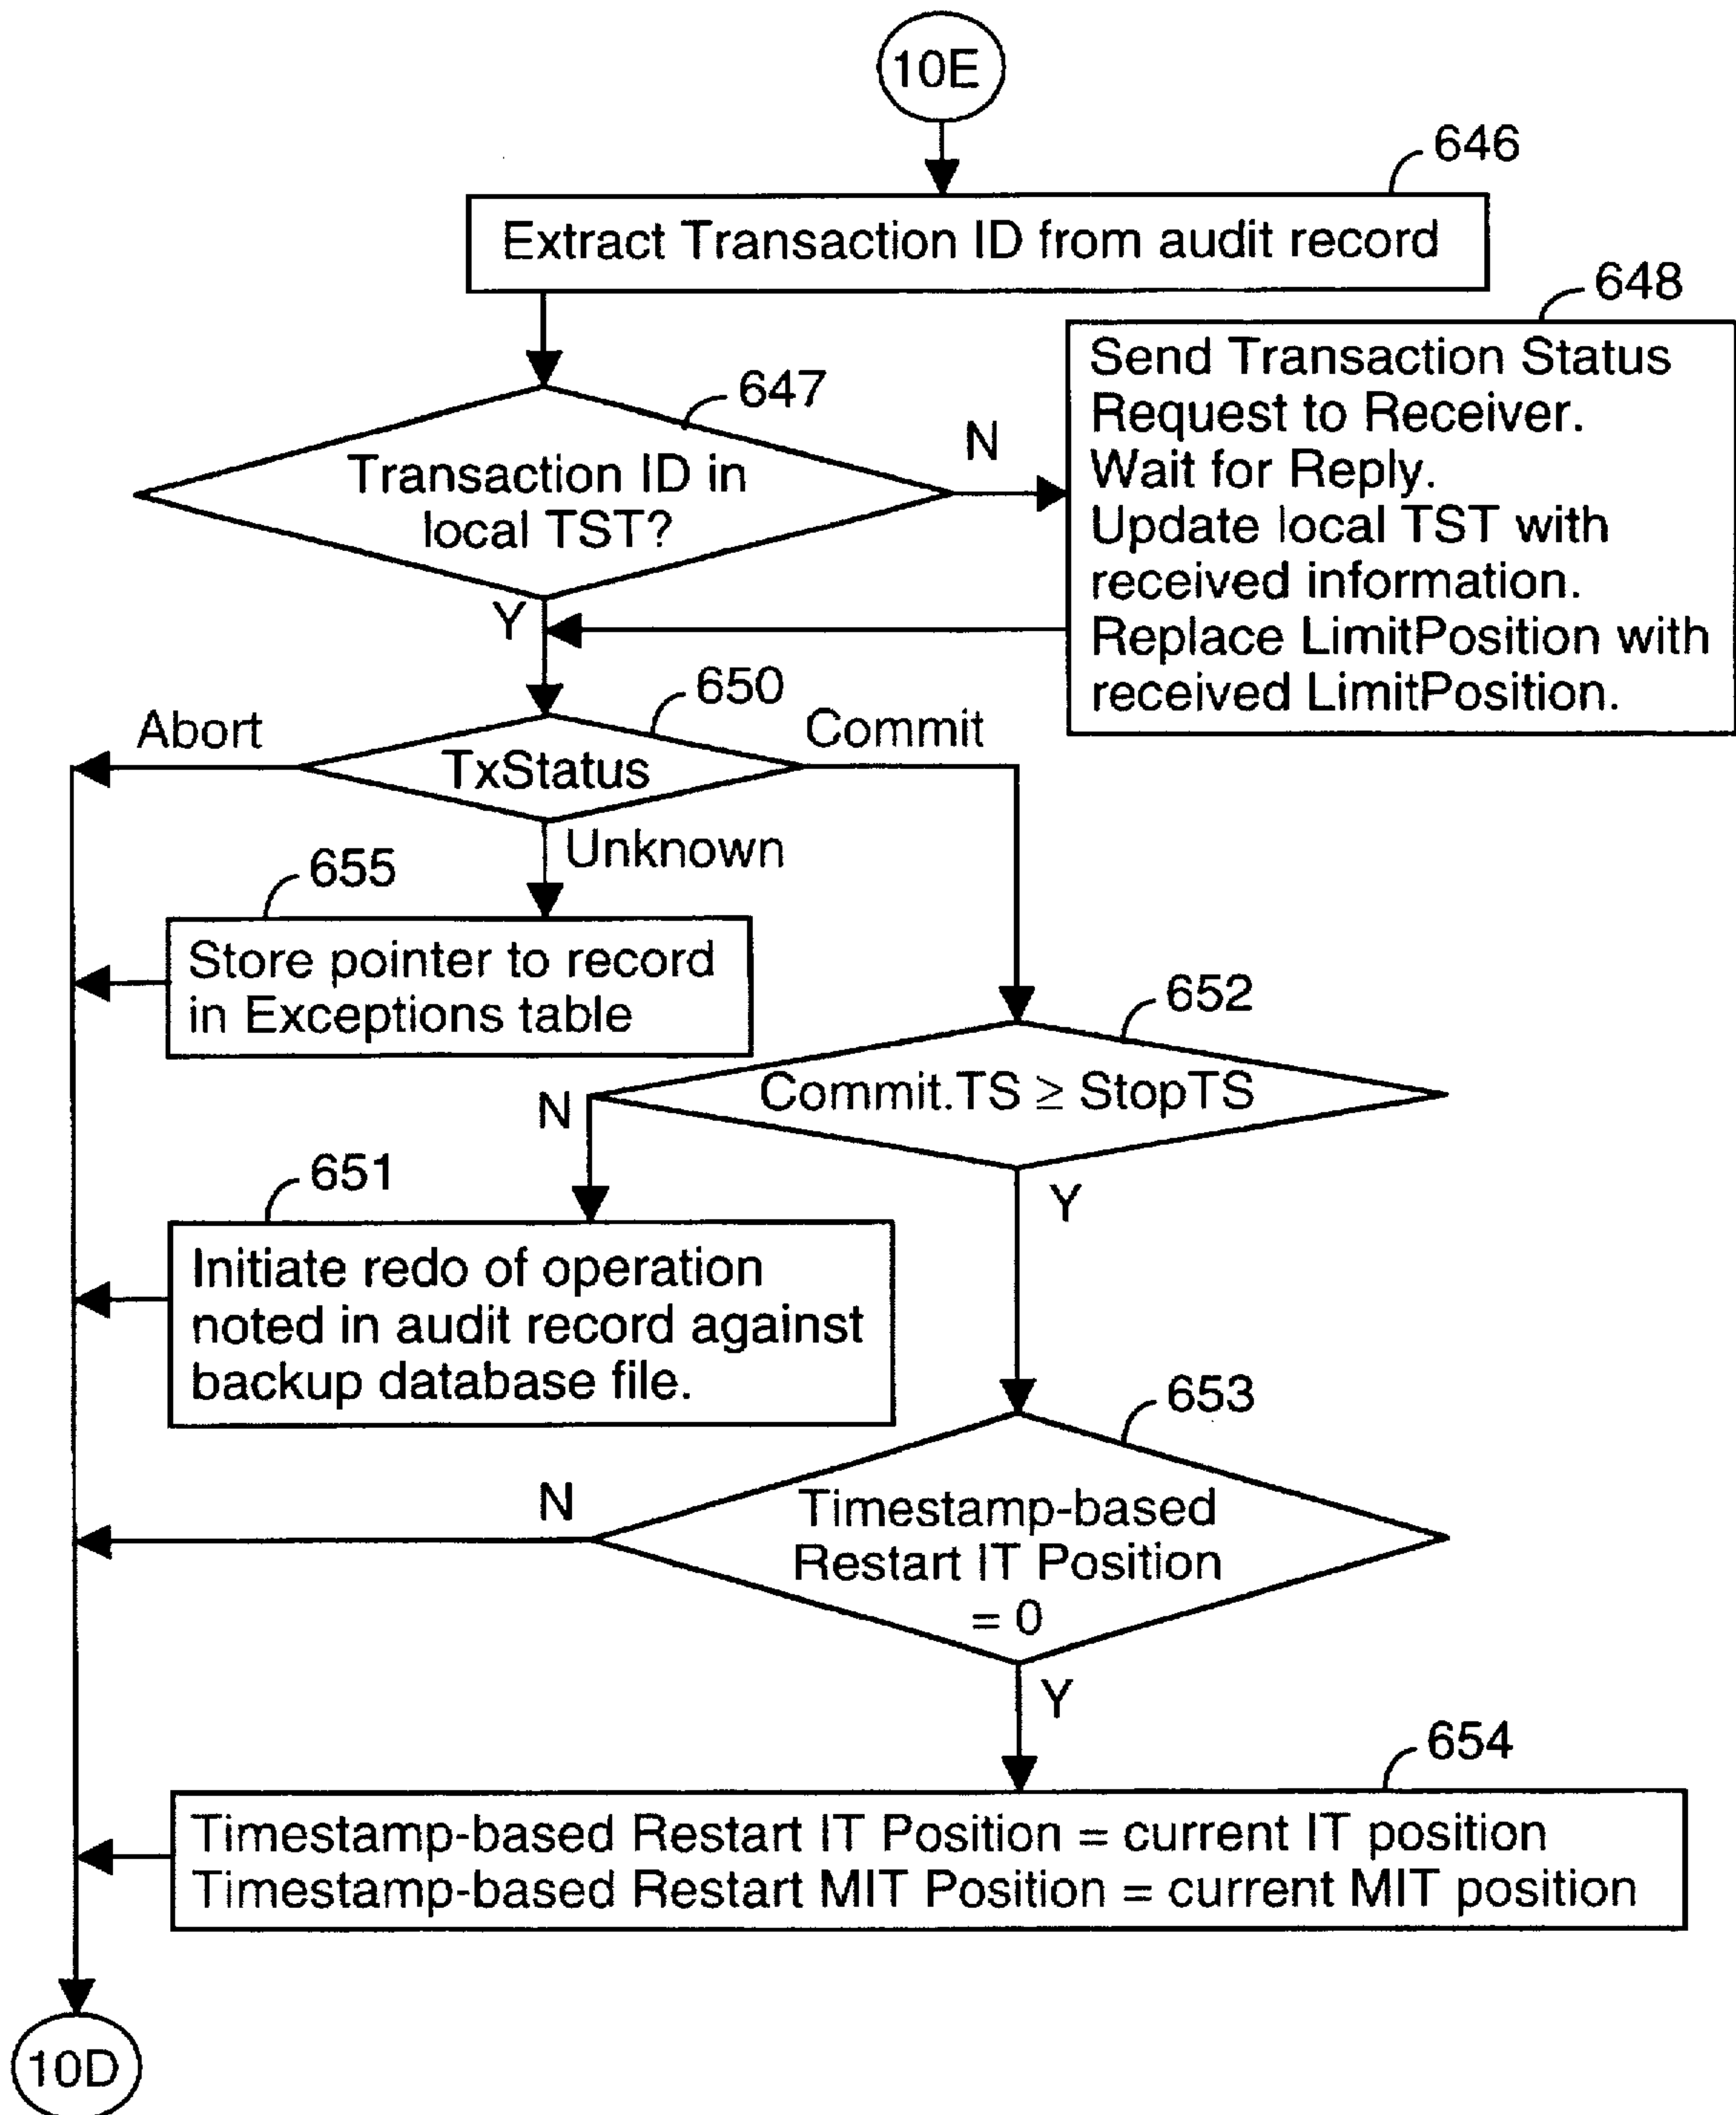 10E
646
Extract Transaction ID from audit record
648
Send Transaction Status
Request to Receiver.
Wait for Reply.
Update local TST with
received information.
Replace LimitPosition with
received LimitPosition.
647
Transaction ID in
local TST?
N
Y
650
Abort
TxStatus
Commit
Unknown
655
Store pointer to record
in Exceptions table
652
Commit.TS ≥ StopTS
N
Y
651
Initiate redo of operation
noted in audit record against
backup database file.
653
Timestamp-based
Restart IT Position
= 0
N
Y
654
Timestamp-based Restart IT Position = current IT position
Timestamp-based Restart MIT Position = current MIT position
10D